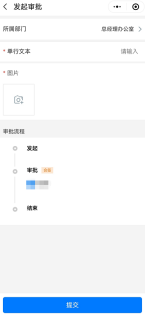 发起审批
所属部门 总经理办公室
* 单行文本 请输入
* 图片
审批流程
发起
审批
结束
提交